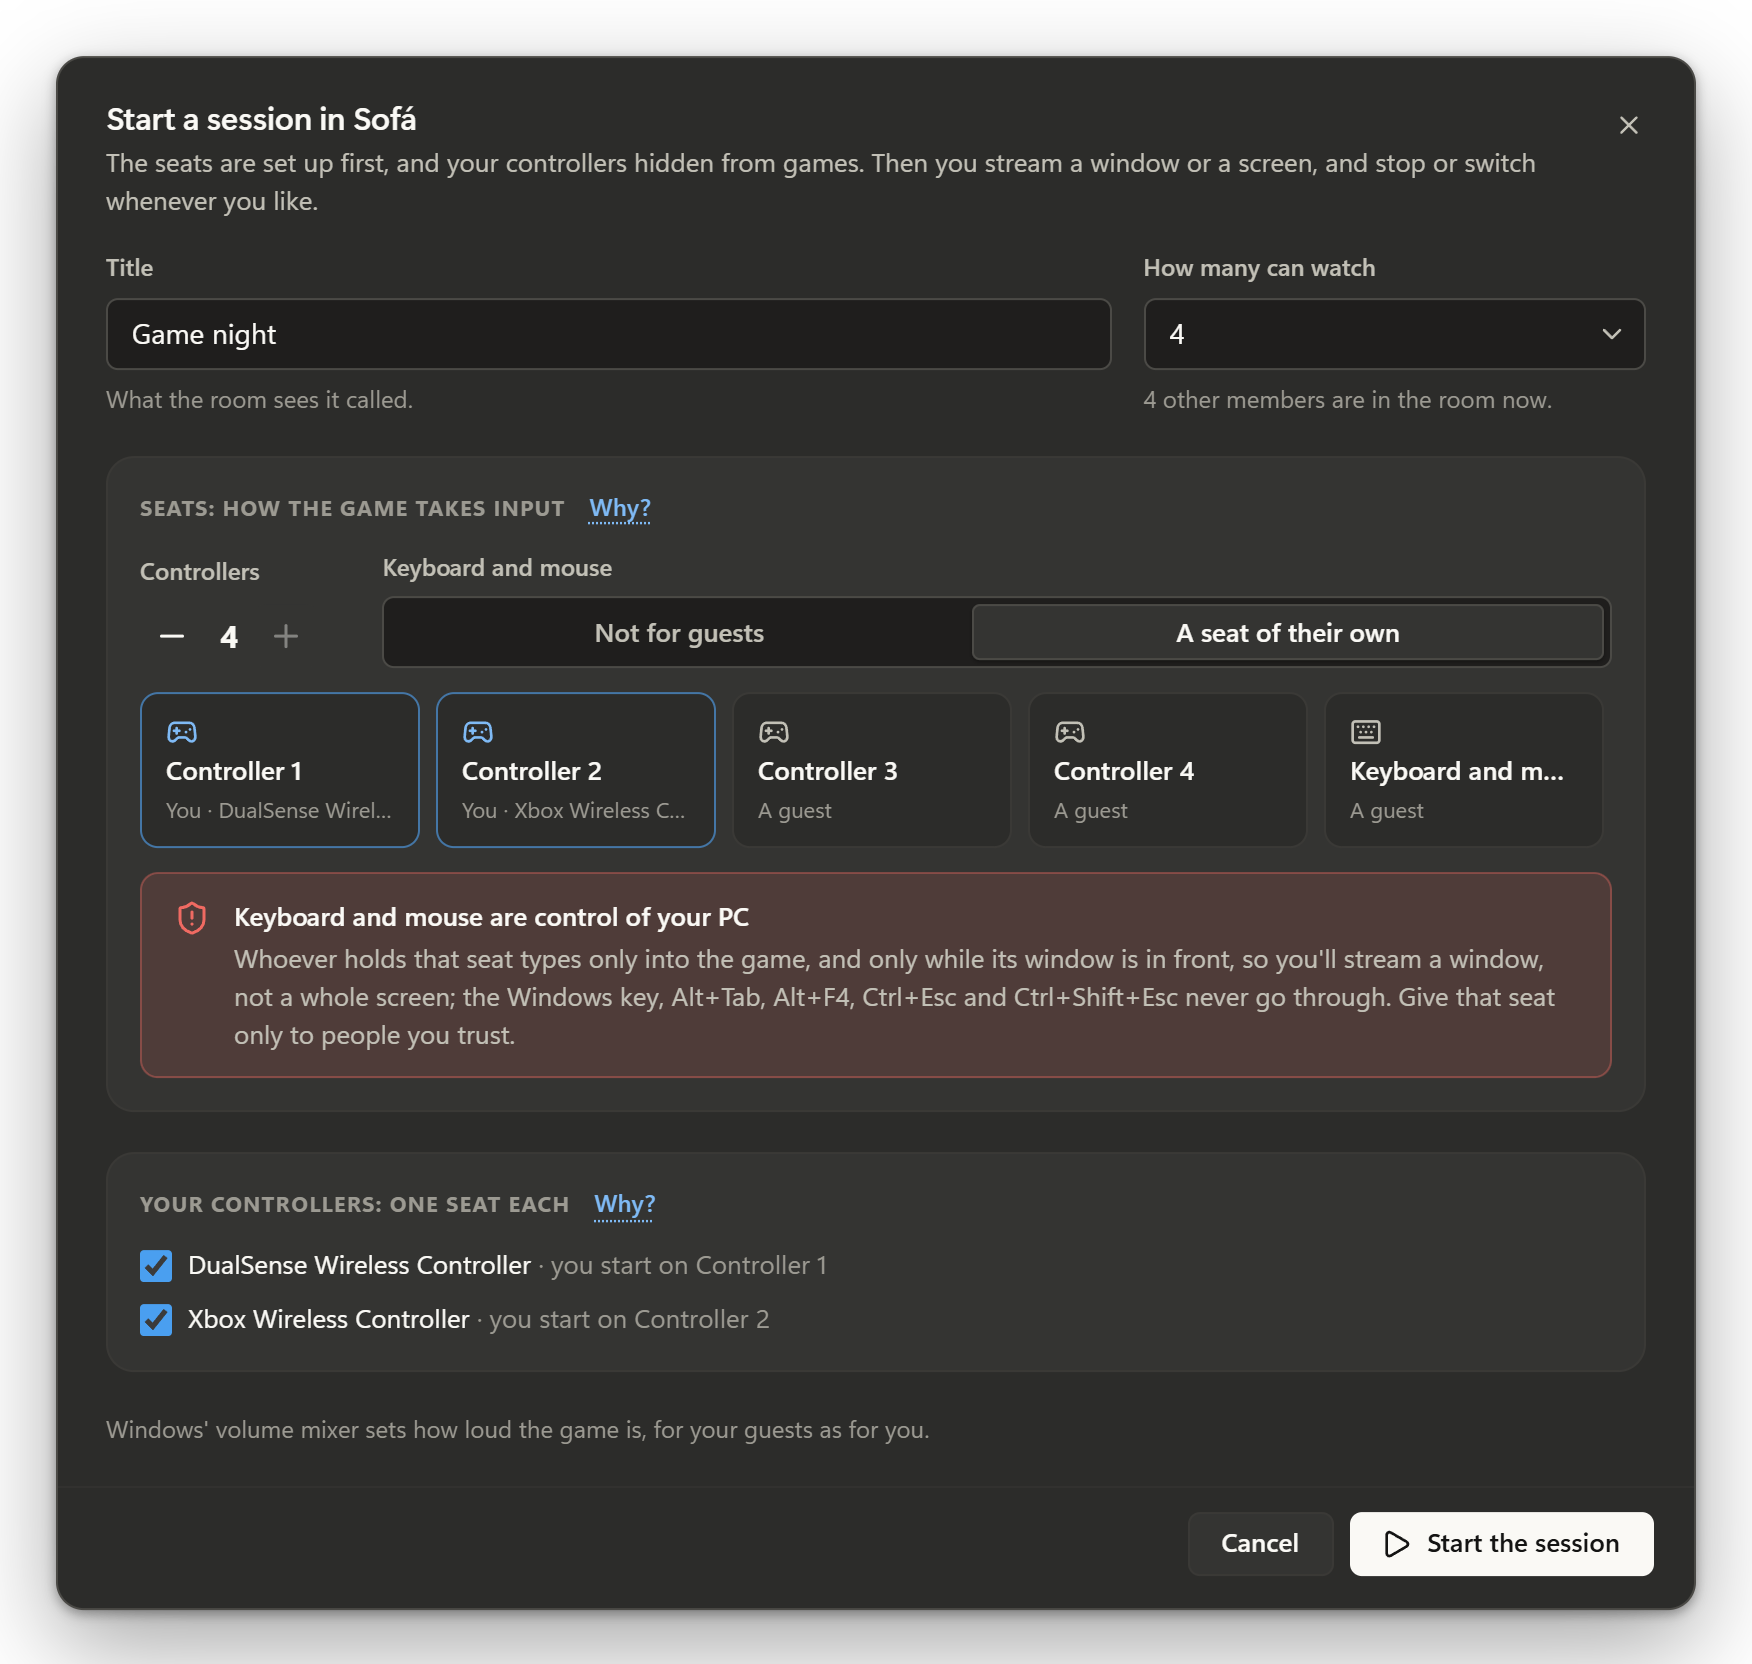 Start a session in Sofá
The seats are set up first, and your controllers hidden from games. Then you stream a window or a screen, and stop or switch
whenever you like.
Title
How many can watch
Game night
4
What the room sees it called.
4 other members are in the room now.
SEATS: HOW THE GAME TAKES INPUT Why?
Controllers
Keyboard and mouse
4
Not for guests
A seat of their own
Controller 1
You · DualSense Wirel...
Controller 2
You · Xbox Wireless C...
Controller 3
A guest
Controller 4
A guest
Keyboard and m...
A guest
Keyboard and mouse are control of your PC
Whoever holds that seat types only into the game, and only while its window is in front, so you'll stream a window,
not a whole screen; the Windows key, Alt+Tab, Alt+F4, Ctrl+Esc and Ctrl+Shift+Esc never go through. Give that seat
only to people you trust.
YOUR CONTROLLERS: ONE SEAT EACH Why?
DualSense Wireless Controller · you start on Controller 1
Xbox Wireless Controller · you start on Controller 2
Windows' volume mixer sets how loud the game is, for your guests as for you.
Cancel
Start the session